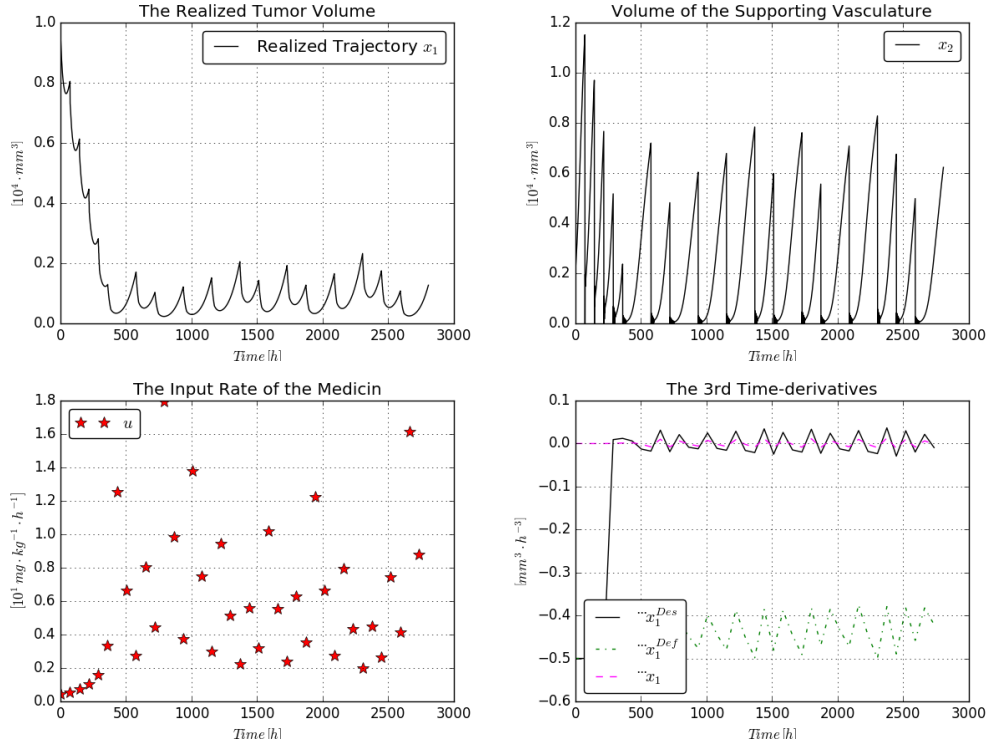 The Realized Tumor Volume
1.0
0.8
0.6
0.4
0.2
0.0
[10⁴ · mm³]
Realized Trajectory x₁
0 500 1000 1500 2000 2500 3000
Time [h]
Volume of the Supporting Vasculature
1.2
1.0
0.8
0.6
0.4
0.2
0.0
[10⁴ · mm³]
x₂
0 500 1000 1500 2000 2500 3000
Time [h]
The Input Rate of the Medicin
1.8
1.6
1.4
1.2
1.0
0.8
0.6
0.4
0.2
0.0
[10¹ mg · kg⁻¹ · h⁻¹]
u
0 500 1000 1500 2000 2500 3000
Time [h]
The 3rd Time-derivatives
0.1
0.0
−0.1
−0.2
−0.3
−0.4
−0.5
−0.6
[mm³ · h⁻³]
⃛x₁ᴰᵉˢ
⃛x₁ᴰᵉᶠ
⃛x₁
0 500 1000 1500 2000 2500 3000
Time [h]